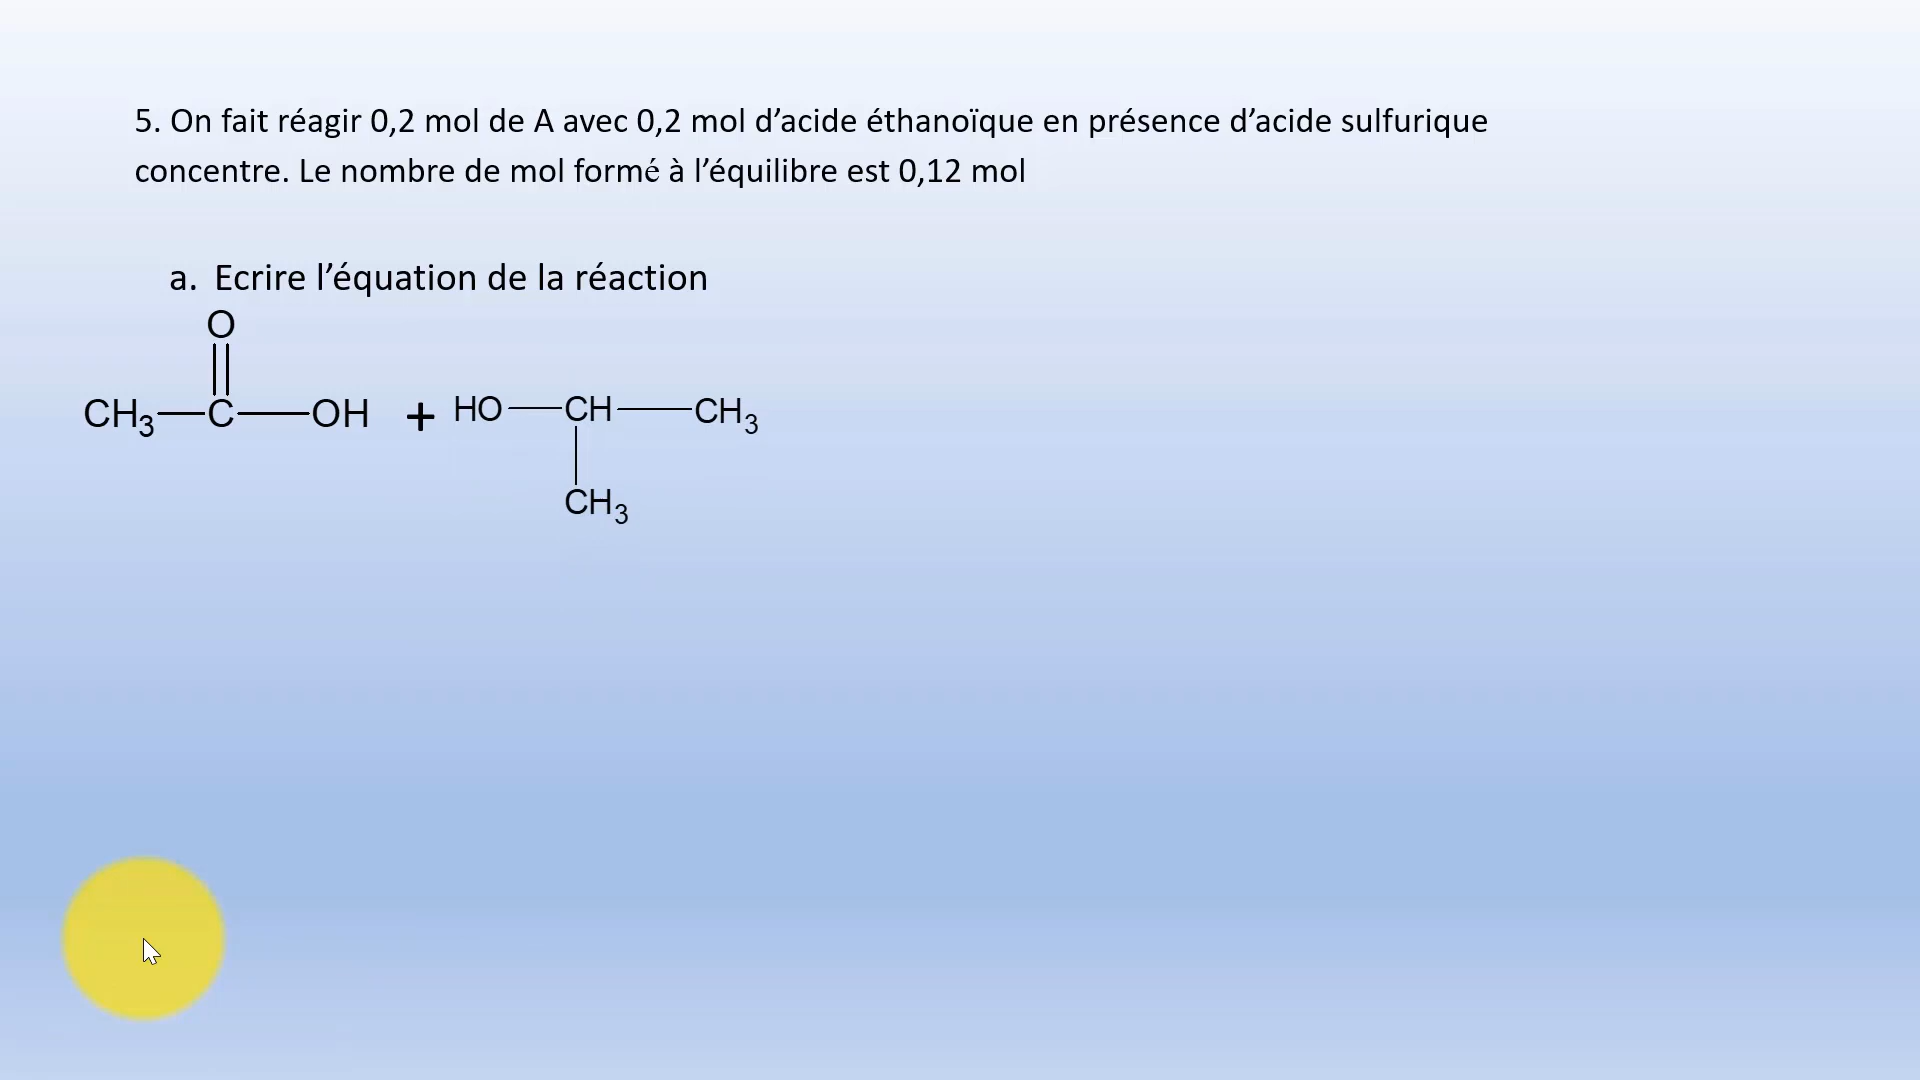 5. On fait réagir 0,2 mol de A avec 0,2 mol d’acide éthanoïque en présence d’acide sulfurique
concentre. Le nombre de mol formé à l’équilibre est 0,12 mol
a. Ecrire l’équation de la réaction
O
CH3 C OH + HO CH CH3
CH3